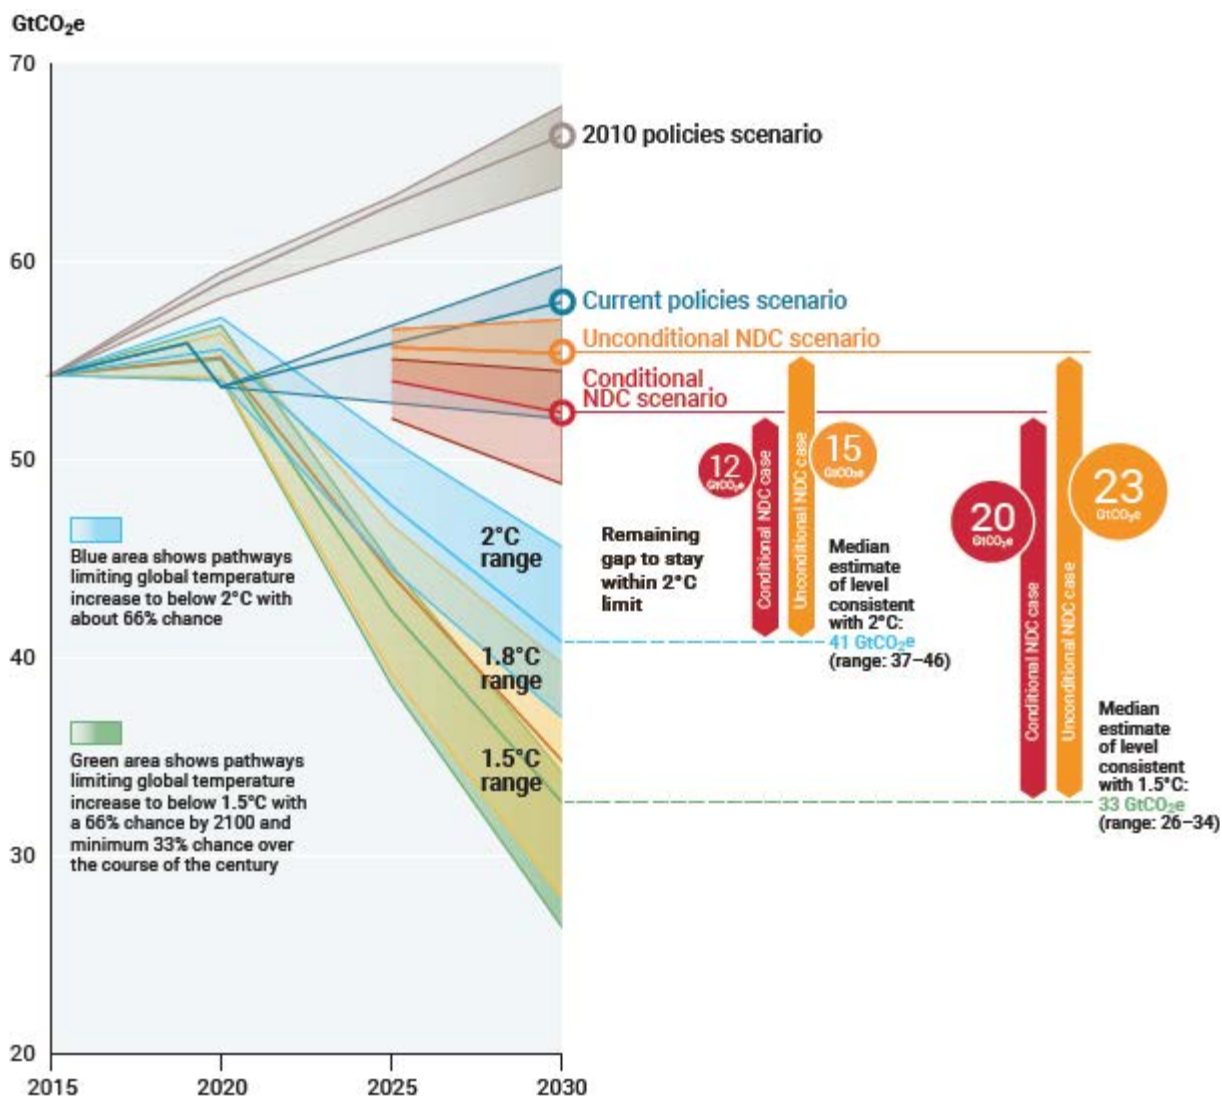 GtCO₂e
70
60
50
40
30
20
2015
2020
2025
2030
2010 policies scenario
Current policies scenario
Unconditional NDC scenario
Conditional
NDC scenario
2°C
range
1.8°C
range
1.5°C
range
Blue area shows pathways
limiting global temperature
increase to below 2°C with
about 66% chance
Green area shows pathways
limiting global temperature
increase to below 1.5°C with
a 66% chance by 2100 and
minimum 33% chance over
the course of the century
Remaining
gap to stay
within 2°C
limit
12
GtCO₂e
Conditional NDC case
Unconditional NDC case
15
GtCO₂e
Median
estimate
of level
consistent
with 2°C:
41 GtCO₂e
(range: 37–46)
20
GtCO₂e
Conditional NDC case
Unconditional NDC case
23
GtCO₂e
Median
estimate
of level
consistent
with 1.5°C:
33 GtCO₂e
(range: 26–34)